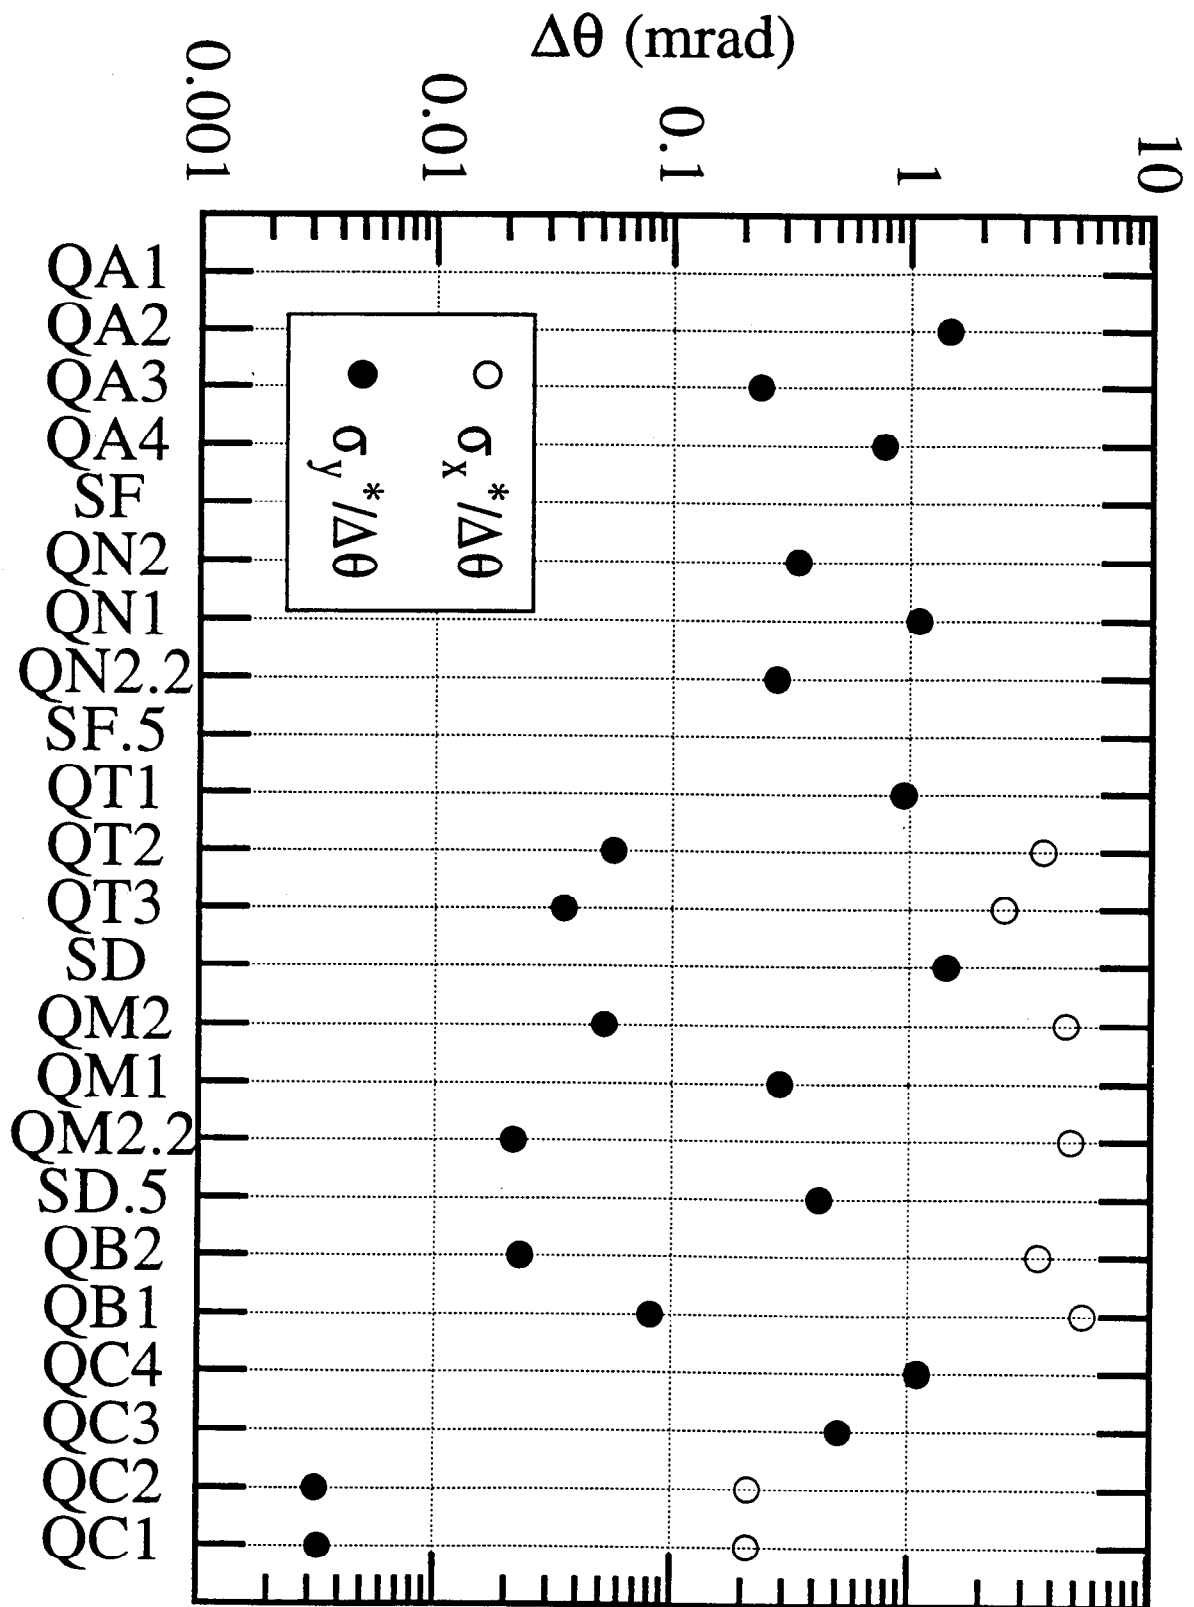 Δθ (mrad)
0.001
0.01
0.1
1
10
QA1
QA2
QA3
QA4
SF
QN2
QN1
QN2.2
SF.5
QT1
QT2
QT3
SD
QM2
QM1
QM2.2
SD.5
QB2
QB1
QC4
QC3
QC2
QC1
σx*/Δθ
σy*/Δθ